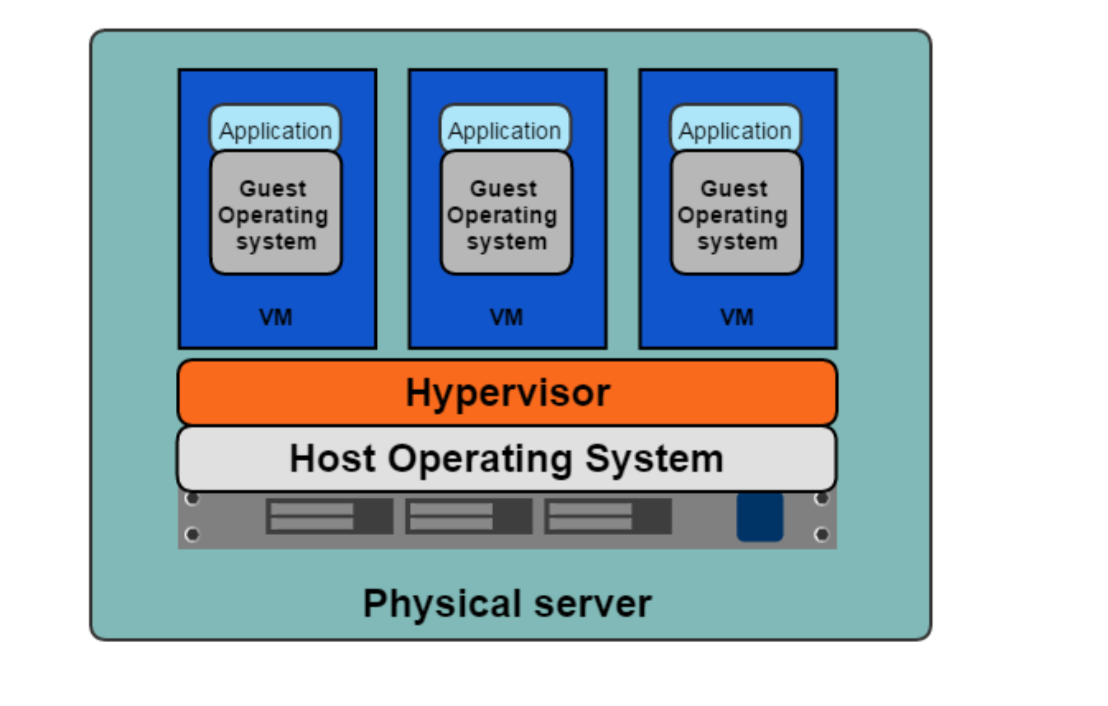 Application
Guest
Operating
system
VM
Application
Guest
Operating
system
VM
Application
Guest
Operating
system
VM
Hypervisor
Host Operating System
Physical server